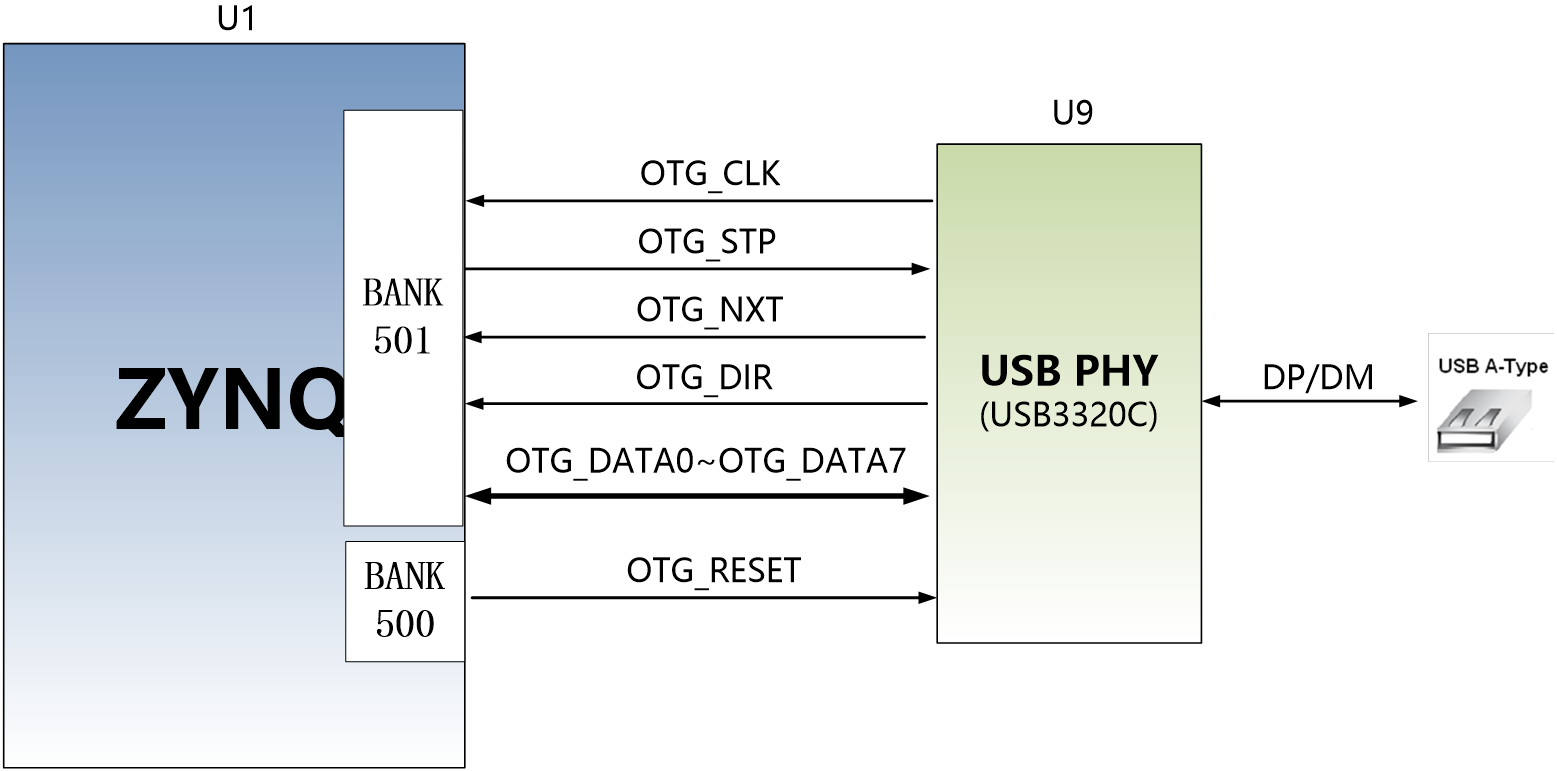 U1
U9
OTG_CLK
OTG_STP
OTG_NXT
OTG_DIR
OTG_DATA0~OTG_DATA7
OTG_RESET
ZYNQ
BANK
501
BANK
500
USB PHY
(USB3320C)
DP/DM
USB A-Type